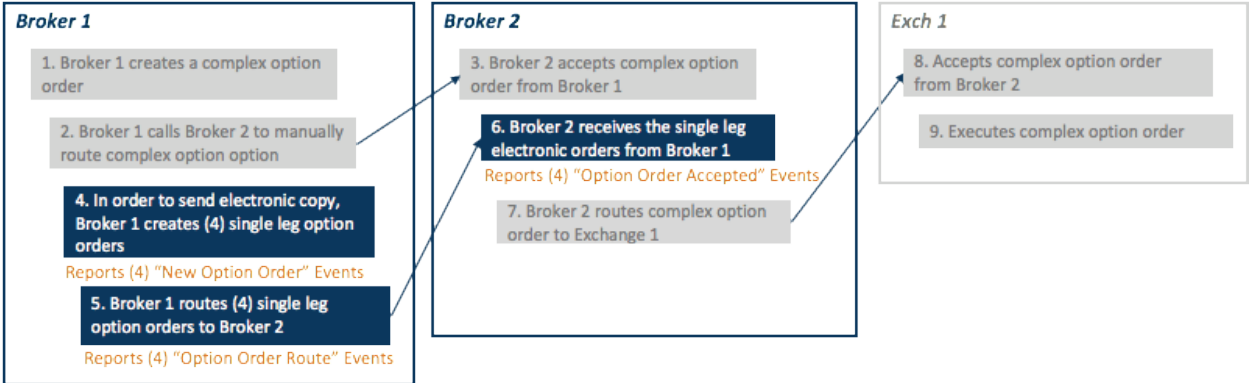 Broker 1
1. Broker 1 creates a complex option
order
2. Broker 1 calls Broker 2 to manually
route complex option option
4. In order to send electronic copy,
Broker 1 creates (4) single leg option
orders
Reports (4) “New Option Order” Events
5. Broker 1 routes (4) single leg
option orders to Broker 2
Reports (4) “Option Order Route” Events
Broker 2
3. Broker 2 accepts complex option
order from Broker 1
6. Broker 2 receives the single leg
electronic orders from Broker 1
Reports (4) “Option Order Accepted” Events
7. Broker 2 routes complex option
order to Exchange 1
Exch 1
8. Accepts complex option order
from Broker 2
9. Executes complex option order